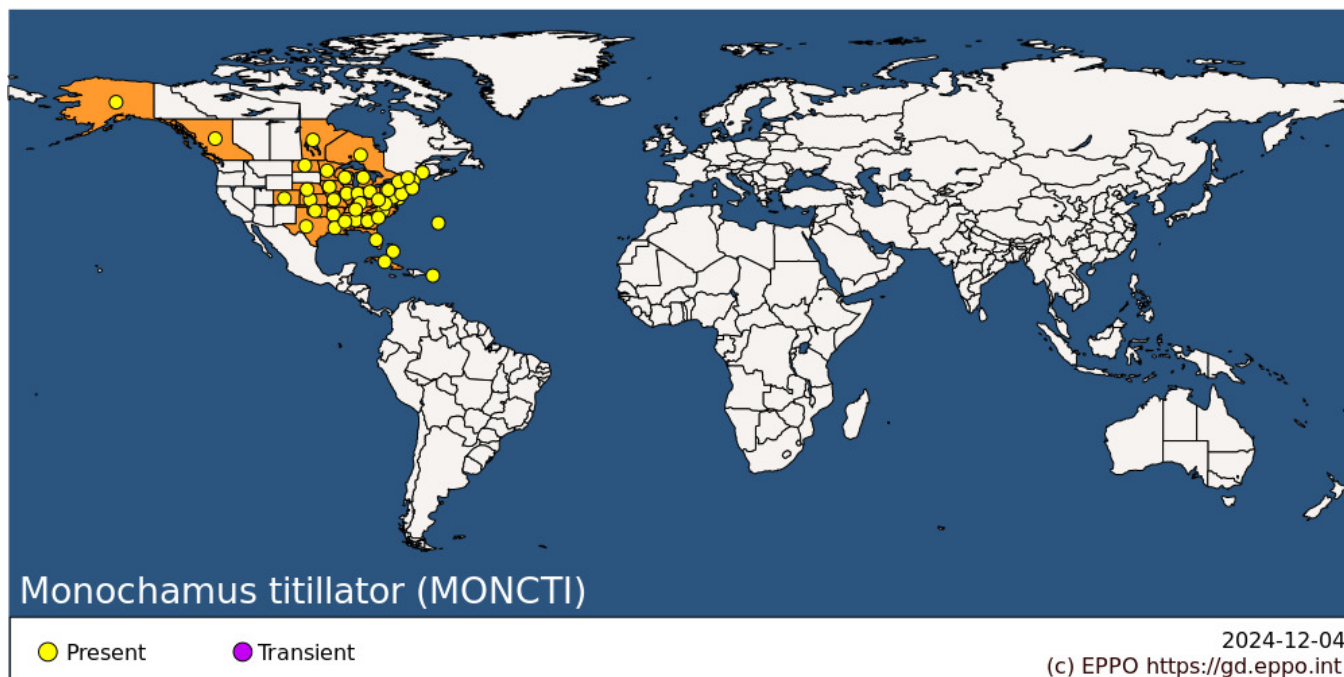 Monochamus titillator (MONCTI)
Present
Transient
2024-12-04
(c) EPPO https://gd.eppo.int